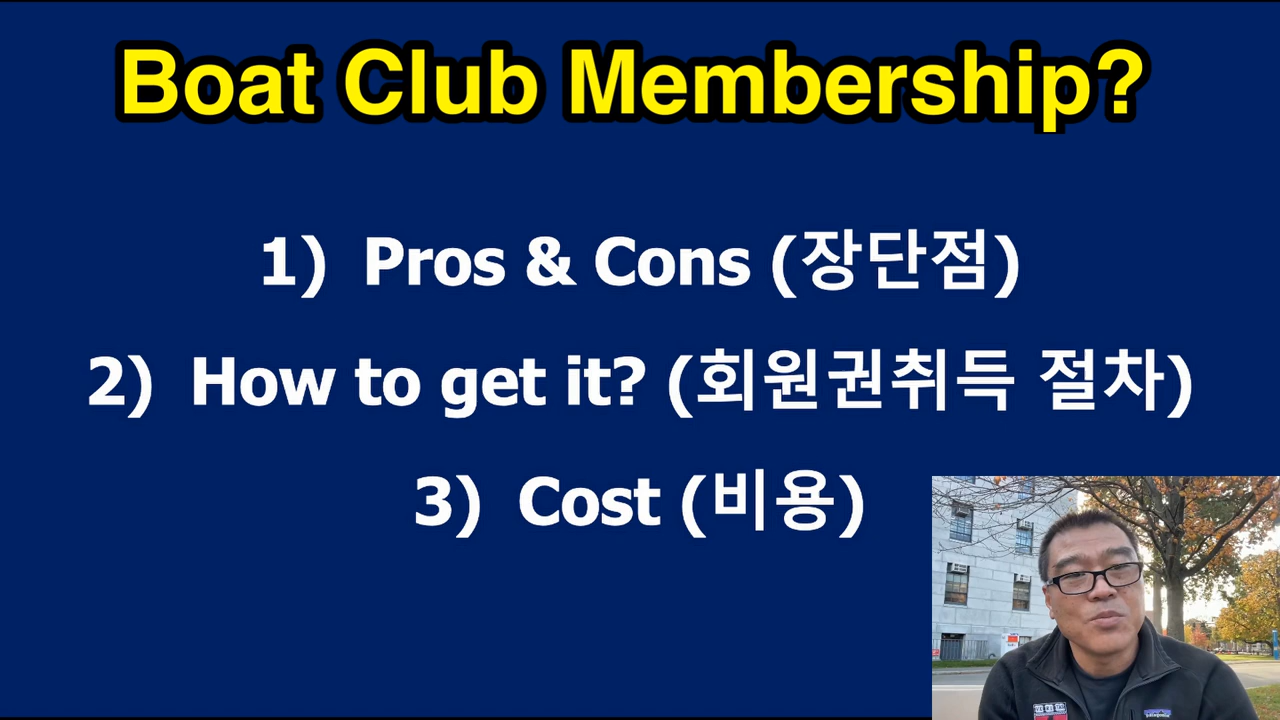 Boat Club Membership?
1) Pros & Cons (장단점)
2) How to get it? (회원권취득 절차)
3) Cost (비용)
patagonia